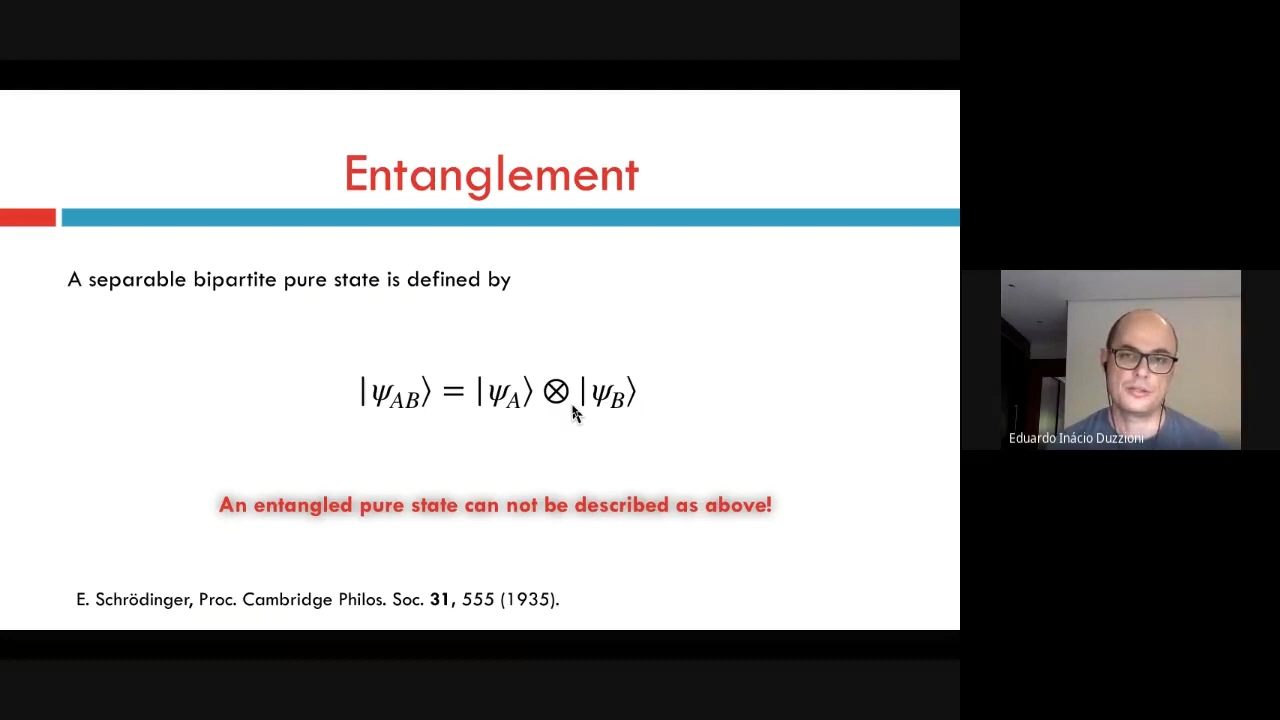 Entanglement
A separable bipartite pure state is defined by
|ψ_AB⟩ = |ψ_A⟩ ⊗ |ψ_B⟩
An entangled pure state can not be described as above!
E. Schrödinger, Proc. Cambridge Philos. Soc. 31, 555 (1935).
Eduardo Inácio Duzzioni